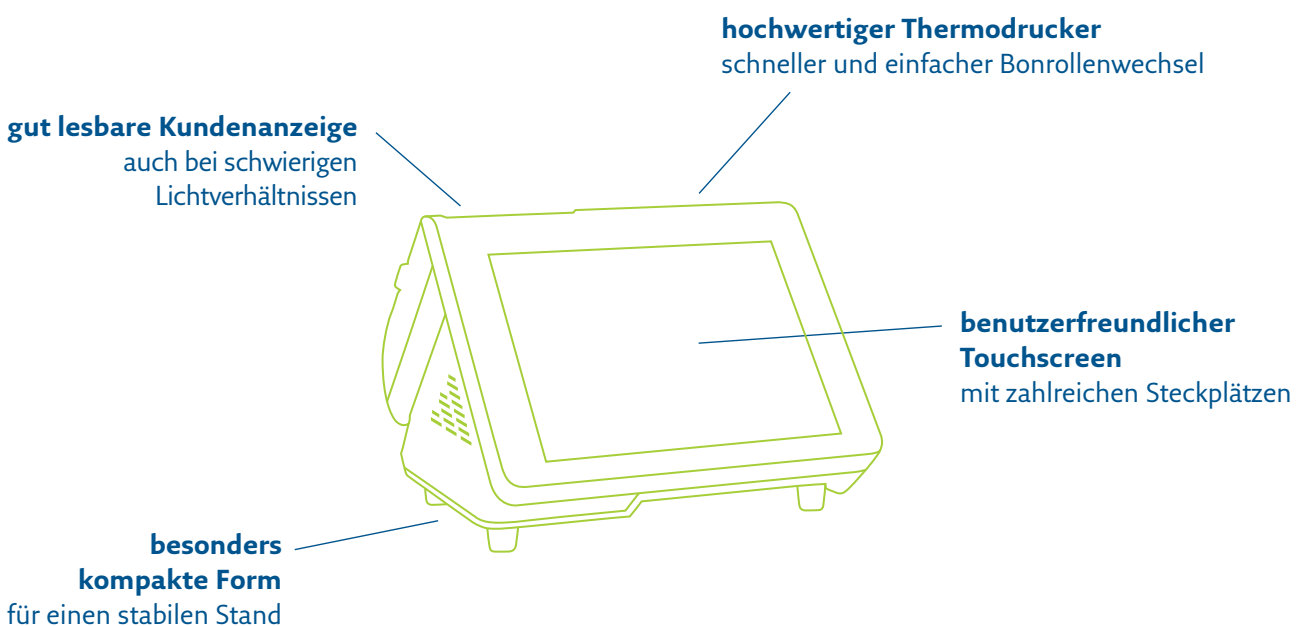 hochwertiger Thermodrucker
schneller und einfacher Bonrollenwechsel
gut lesbare Kundenanzeige
auch bei schwierigen
Lichtverhältnissen
benutzerfreundlicher
Touchscreen
mit zahlreichen Steckplätzen
besonders
kompakte Form
für einen stabilen Stand